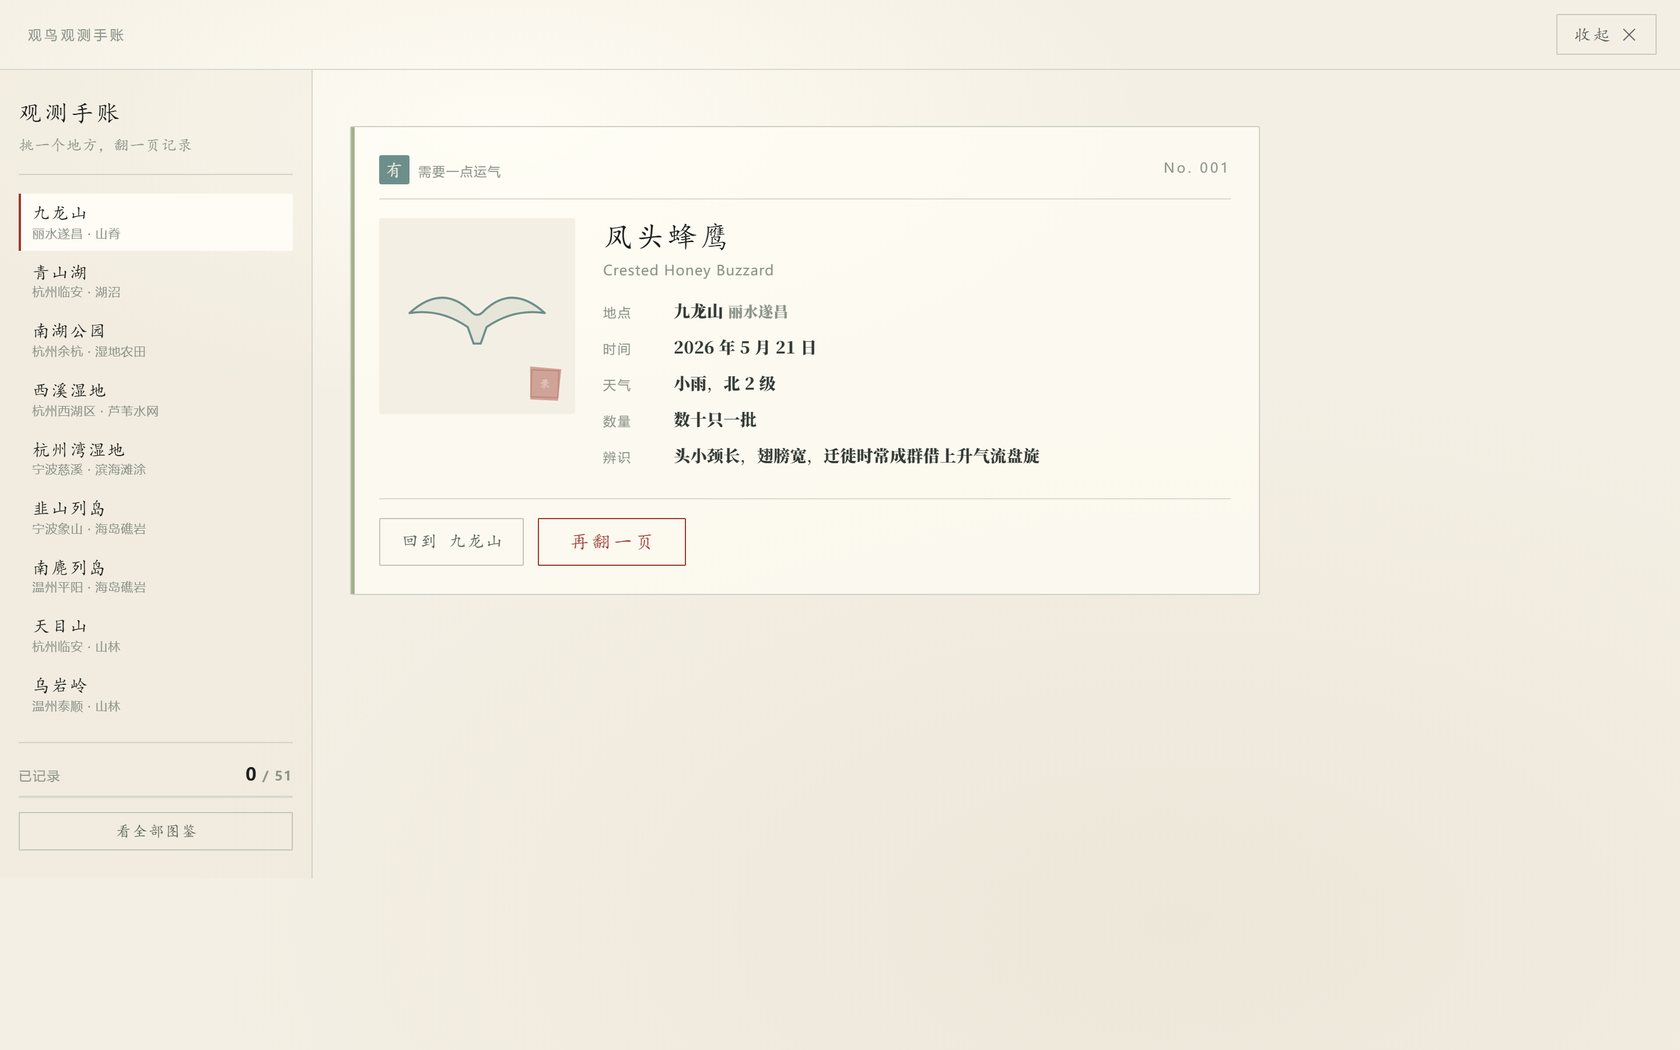 观鸟观测手账
收起 ×
观测手账
挑一个地方，翻一页记录
九龙山
丽水遂昌 · 山脊
青山湖
杭州临安 · 湖沼
南湖公园
杭州余杭 · 湿地农田
西溪湿地
杭州西湖区 · 芦苇水网
杭州湾湿地
宁波慈溪 · 滨海滩涂
韭山列岛
宁波象山 · 海岛礁岩
南麂列岛
温州平阳 · 海岛礁岩
天目山
杭州临安 · 山林
乌岩岭
温州泰顺 · 山林
已记录 0 / 51
看全部图鉴
有 需要一点运气
No. 001
凤头蜂鹰
Crested Honey Buzzard
地点 九龙山 丽水遂昌
时间 2026 年 5 月 21 日
天气 小雨，北 2 级
数量 数十只一批
辨识 头小颈长，翅膀宽，迁徙时常成群借上升气流盘旋
回到 九龙山
再翻一页